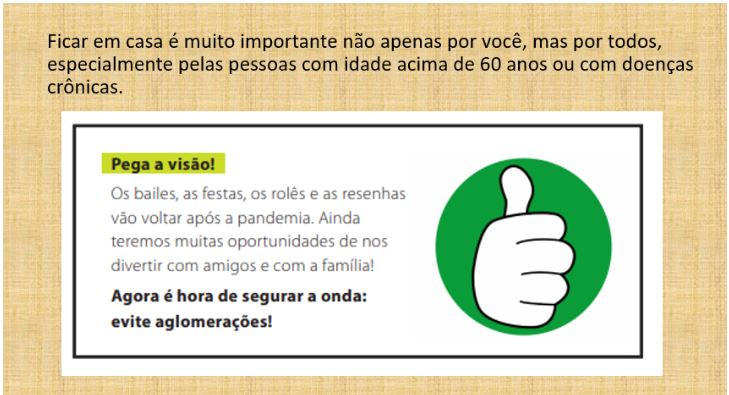 Ficar em casa é muito importante não apenas por você, mas por todos,
especialmente pelas pessoas com idade acima de 60 anos ou com doenças
crônicas.
Pega a visão!
Os bailes, as festas, os rolês e as resenhas
vão voltar após a pandemia. Ainda
teremos muitas oportunidades de nos
divertir com amigos e com a família!
Agora é hora de segurar a onda:
evite aglomerações!